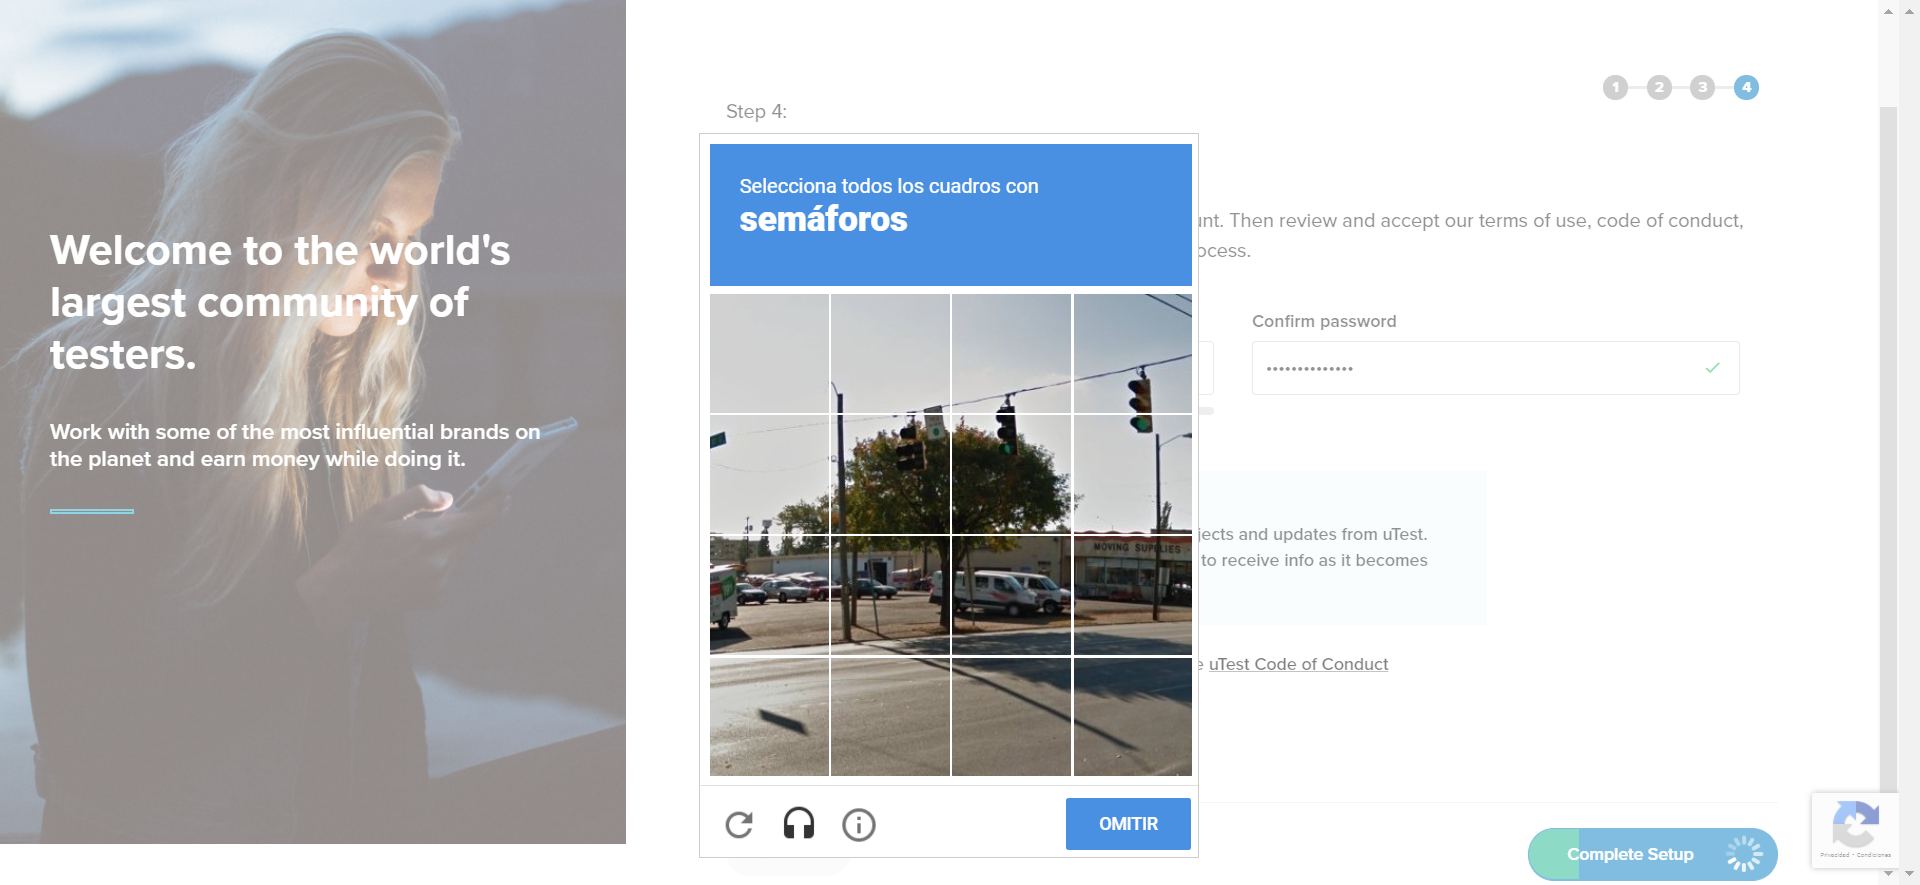 Welcome to the world's
largest community of
testers.
Work with some of the most influential brands on
the planet and earn money while doing it.
1 2 3 4
Step 4:
Selecciona todos los cuadros con
semáforos
unt. Then review and accept our terms of use, code of conduct,
ocess.
Confirm password
MOVING SUPPLIES
jects and updates from uTest.
to receive info as it becomes
e uTest Code of Conduct
OMITIR
Complete Setup
Privacidad - Condiciones